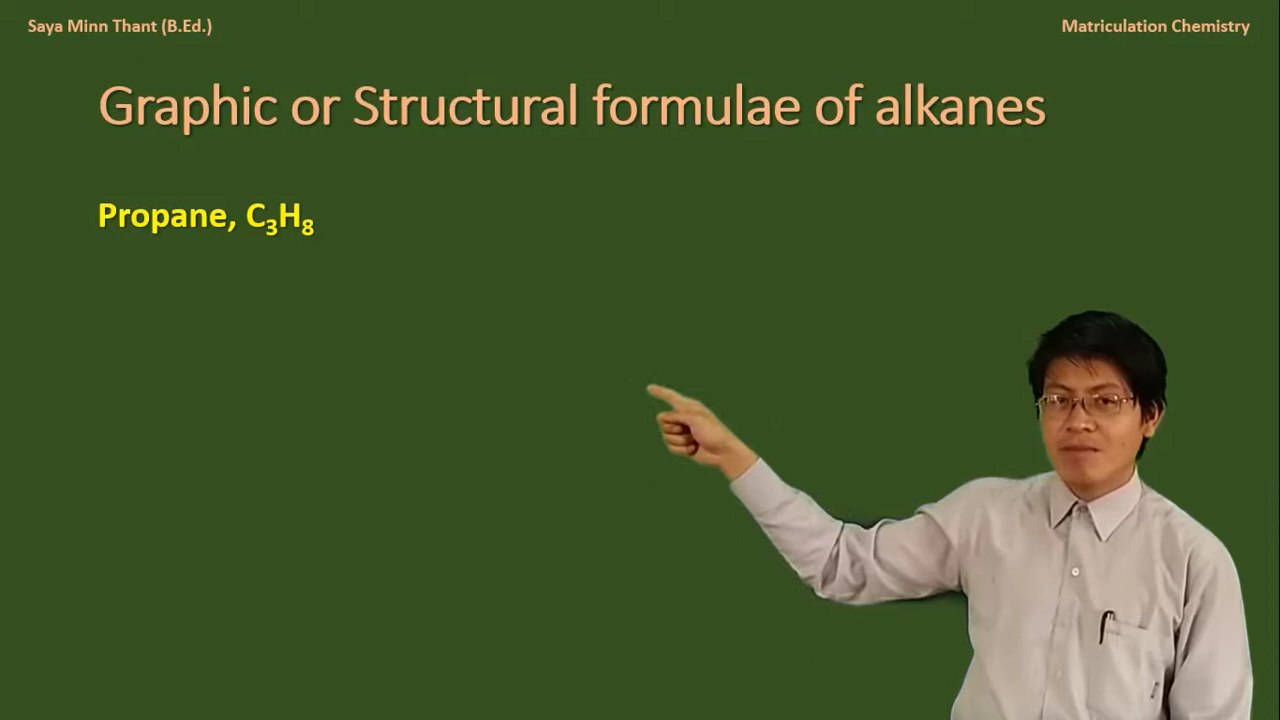 Saya Minn Thant (B.Ed.)
Matriculation Chemistry
Graphic or Structural formulae of alkanes
Propane, C₃H₈